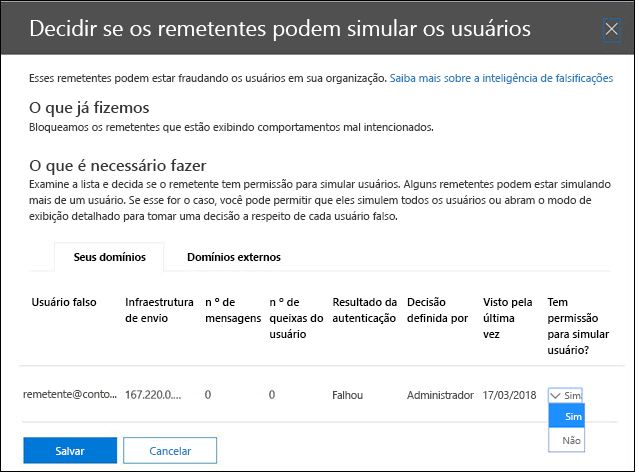 Decidir se os remetentes podem simular os usuários
Esses remetentes podem estar fraudando os usuários em sua organização. Saiba mais sobre a inteligência de falsificações
O que já fizemos
Bloqueamos os remetentes que estão exibindo comportamentos mal intencionados.
O que é necessário fazer
Examine a lista e decida se o remetente tem permissão para simular usuários. Alguns remetentes podem estar simulando
mais de um usuário. Se esse for o caso, você pode permitir que eles simulem todos os usuários ou abram o modo de
exibição detalhado para tomar uma decisão a respeito de cada usuário falso.
Seus domínios Domínios externos
Usuário falso Infraestrutura n º de n º de Resultado da Decisão Visto pela Tem
de envio mensagens queixas do autenticação definida por última permissão
usuário vez para simular
usuário?
remetente@conto... 167.220.0.... 0 0 Falhou Administrador 17/03/2018 Sim
Sim
Não
Salvar Cancelar